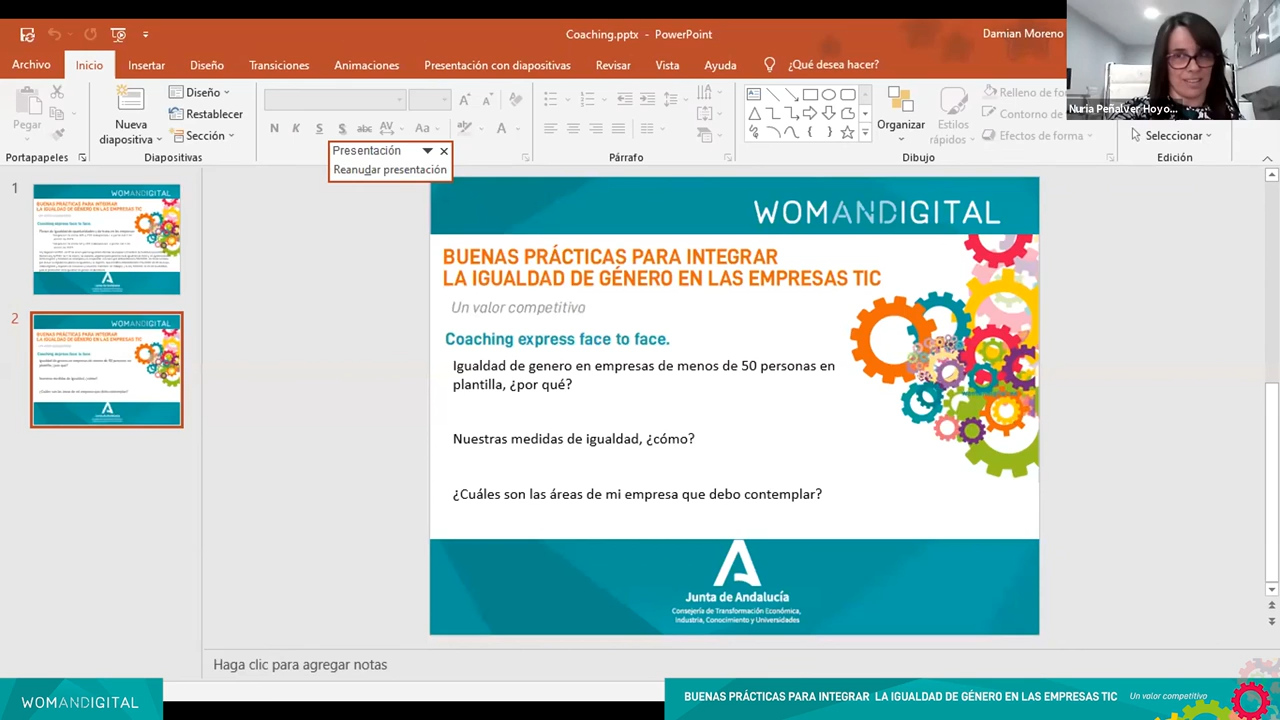 Coaching.pptx - PowerPoint
Damian Moreno
Archivo Inicio Insertar Diseño Transiciones Animaciones Presentación con diapositivas Revisar Vista Ayuda ¿Qué desea hacer?
Nuria Peñalver Hoyo...
Pegar
Portapapeles
Nueva
diapositiva
Diseño
Restablecer
Sección
Diapositivas
N K S S abc AV Aa A
Párrafo
Organizar
Estilos
rápidos
Relleno de fo
Contorno de
Efectos de forma
Dibujo
Seleccionar
Edición
Presentación
Reanudar presentación
1
2
WOMANDIGITAL
BUENAS PRÁCTICAS PARA INTEGRAR
LA IGUALDAD DE GÉNERO EN LAS EMPRESAS TIC
Un valor competitivo
Coaching express face to face.
Igualdad de genero en empresas de menos de 50 personas en
plantilla, ¿por qué?
Nuestras medidas de igualdad, ¿cómo?
¿Cuáles son las áreas de mi empresa que debo contemplar?
Junta de Andalucía
Consejería de Transformación Económica,
Industria, Conocimiento y Universidades
Haga clic para agregar notas
WOMANDIGITAL
BUENAS PRÁCTICAS PARA INTEGRAR LA IGUALDAD DE GÉNERO EN LAS EMPRESAS TIC Un valor competitivo